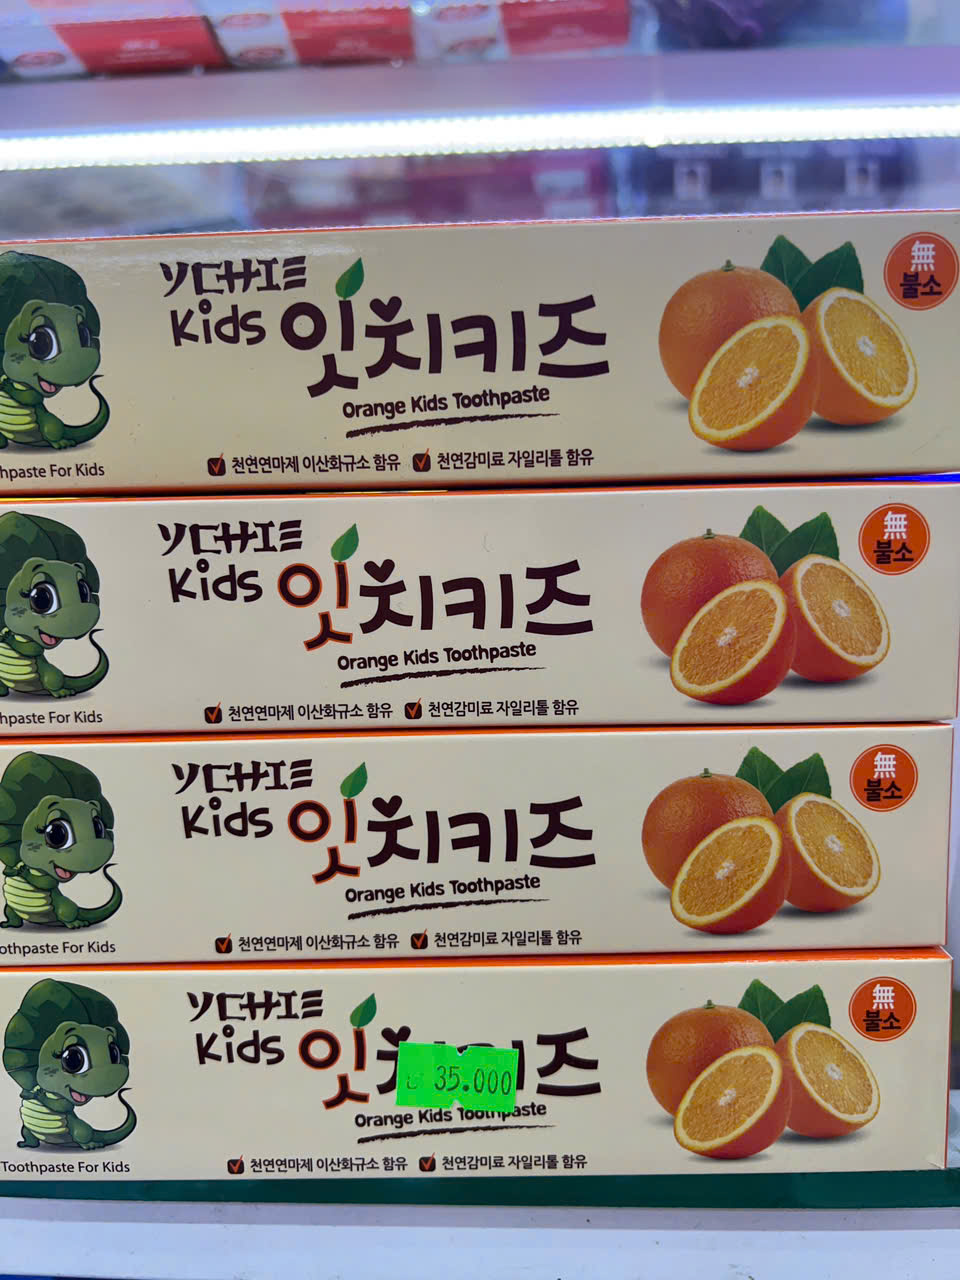 YCHIE
Kids 잇치키즈
Orange Kids Toothpaste
천연연마제 이산화규소 함유 천연감미료 자일리톨 함유
For Kids
無
불소
YCHIE
Kids 잇치키즈
Orange Kids Toothpaste
천연연마제 이산화규소 함유 천연감미료 자일리톨 함유
For Kids
無
불소
YCHIE
Kids 잇치키즈
Orange Kids Toothpaste
천연연마제 이산화규소 함유 천연감미료 자일리톨 함유
For Kids
無
불소
YCHIE
Kids 잇 즈
35.000
Orange Kids Toothpaste
천연연마제 이산화규소 함유 천연감미료 자일리톨 함유
Toothpaste For Kids
無
불소